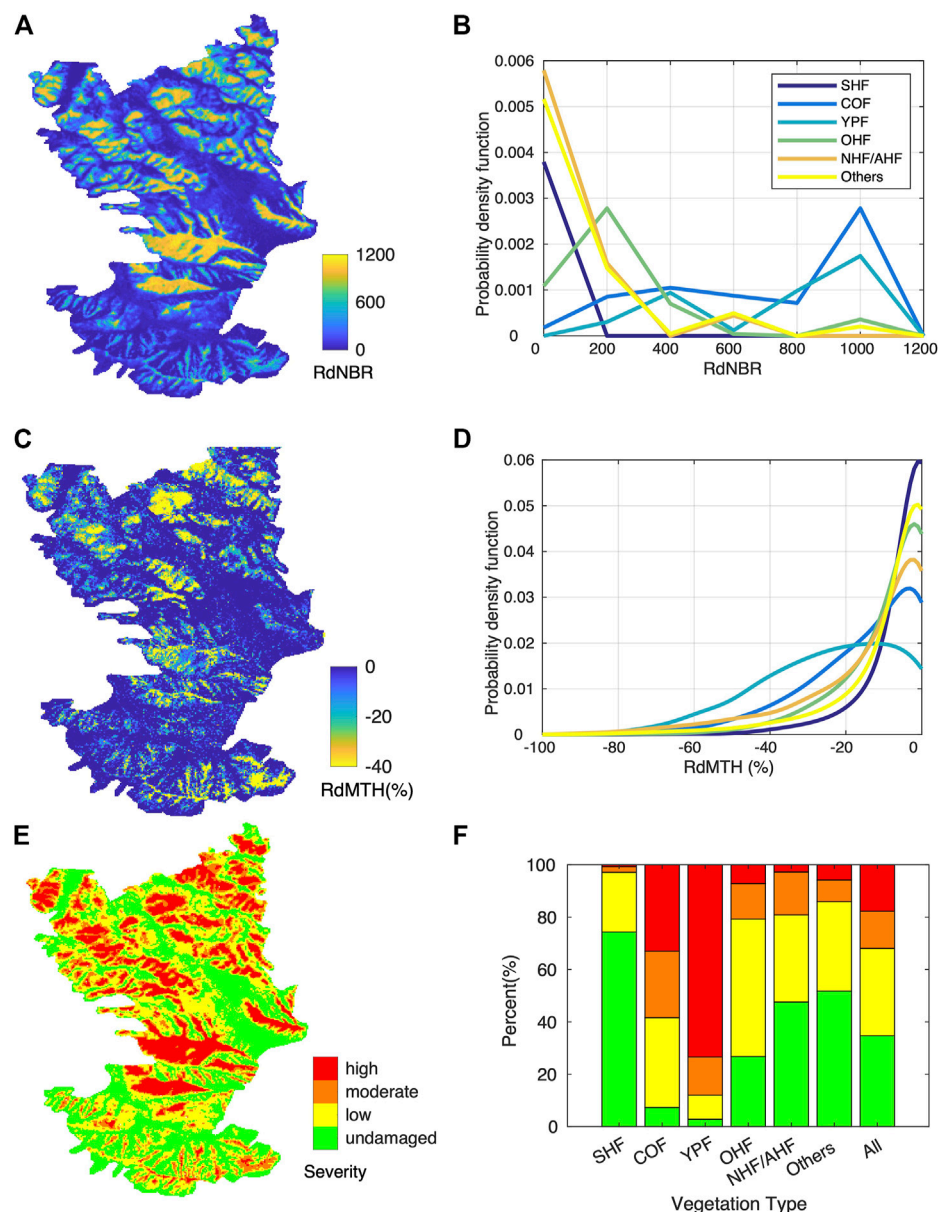 A
1200
600
0
RdNBR
B
0.006
0.005
0.004
0.003
0.002
0.001
0
Probability density function
0
200
400
600
800
1000
1200
RdNBR
SHF
COF
YPF
OHF
NHF/AHF
Others
C
0
-20
-40
RdMTH(%)
D
0.06
0.05
0.04
0.03
0.02
0.01
0
Probability density function
-100
-80
-60
-40
-20
0
RdMTH (%)
E
high
moderate
low
undamaged
Severity
F
100
80
60
40
20
0
Percent(%)
SHF
COF
YPF
OHF
NHF/AHF
Others
All
Vegetation Type